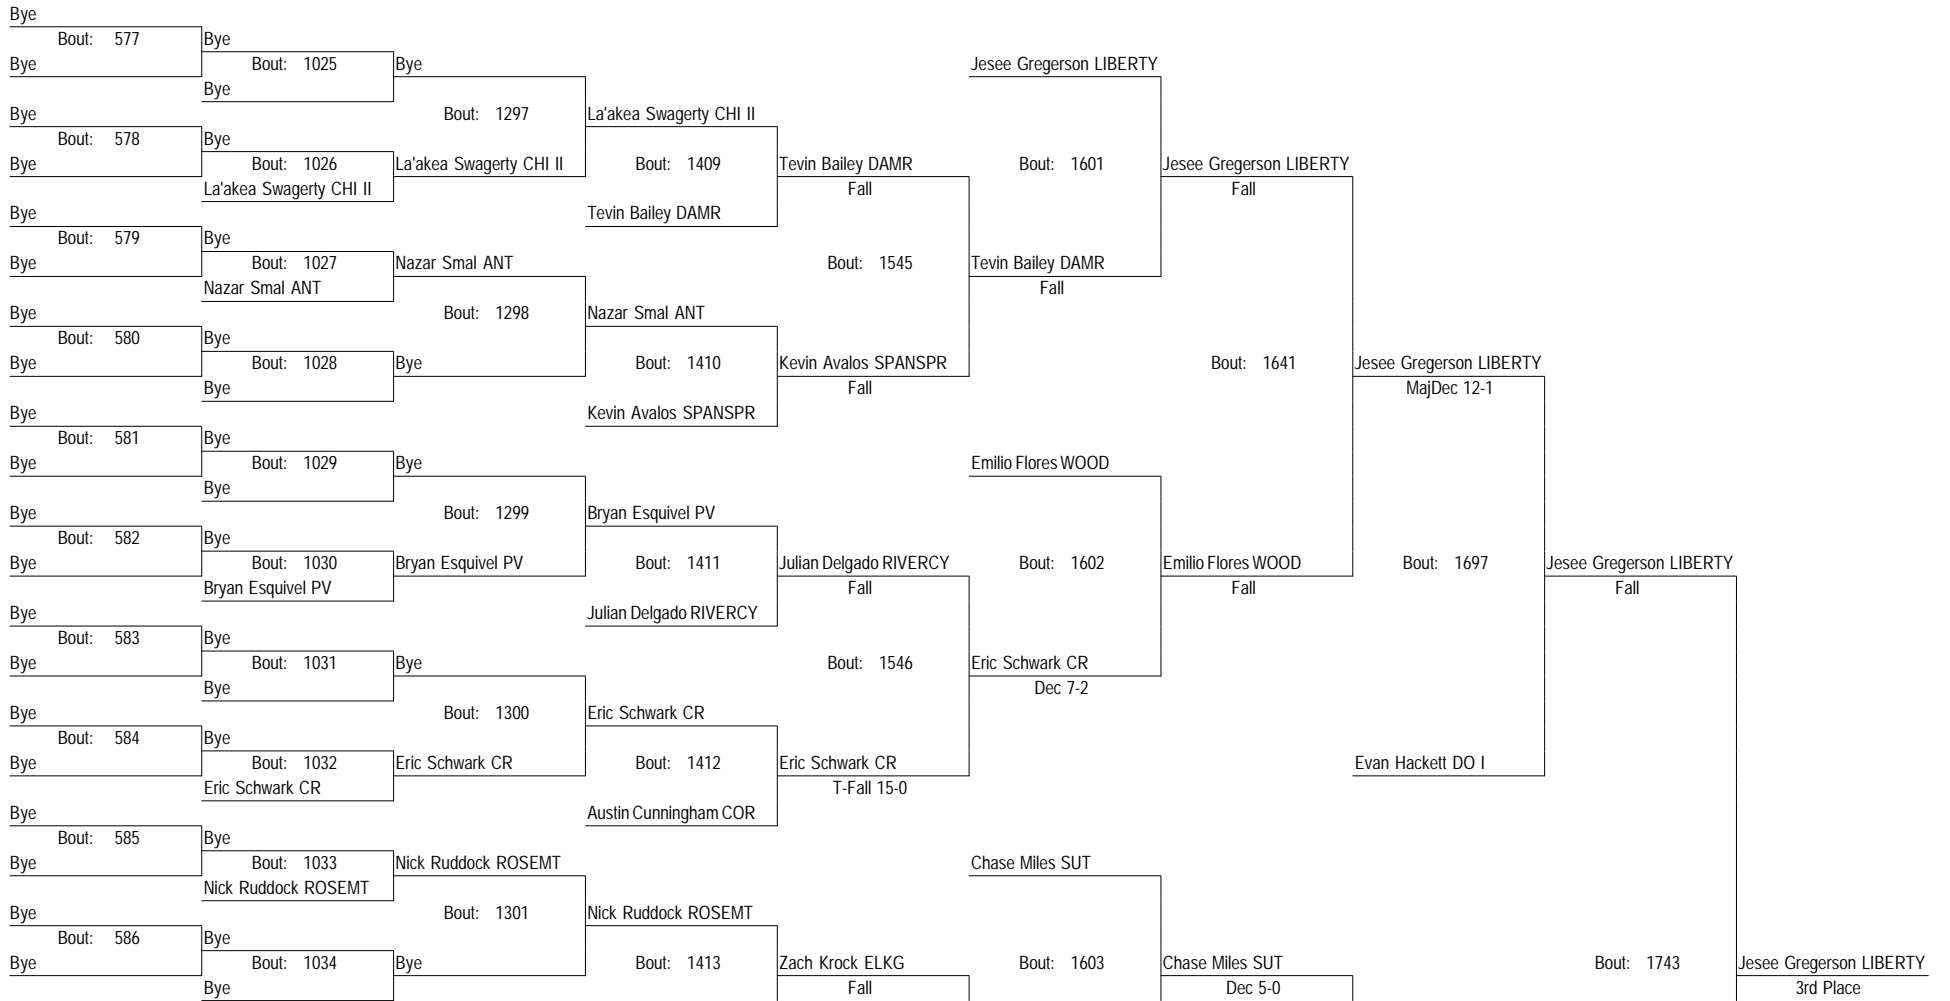 Bye
Bout: 577 Bye
Bye Bout: 1025 Bye Jesee Gregerson LIBERTY
Bye
Bye Bout: 1297 La'akea Swagerty CHI II
Bout: 578 Bye
Bye Bout: 1026 La'akea Swagerty CHI II Bout: 1409 Tevin Bailey DAMR Bout: 1601 Jesee Gregerson LIBERTY
La'akea Swagerty CHI II Fall Fall
Bye Tevin Bailey DAMR
Bout: 579 Bye
Bye Bout: 1027 Nazar Smal ANT Bout: 1545 Tevin Bailey DAMR
Nazar Smal ANT Fall
Bye Bout: 1298 Nazar Smal ANT
Bout: 580 Bye
Bye Bout: 1028 Bye Bout: 1410 Kevin Avalos SPANSPR Bout: 1641 Jesee Gregerson LIBERTY
Bye Fall MajDec 12-1
Bye Kevin Avalos SPANSPR
Bout: 581 Bye
Bye Bout: 1029 Bye Emilio Flores WOOD
Bye
Bye Bout: 1299 Bryan Esquivel PV
Bout: 582 Bye
Bye Bout: 1030 Bryan Esquivel PV Bout: 1411 Julian Delgado RIVERCY Bout: 1602 Emilio Flores WOOD Bout: 1697 Jesee Gregerson LIBERTY
Bryan Esquivel PV Fall Fall Fall
Bye Julian Delgado RIVERCY
Bout: 583 Bye
Bye Bout: 1031 Bye Bout: 1546 Eric Schwark CR
Bye Dec 7-2
Bye Bout: 1300 Eric Schwark CR
Bout: 584 Bye
Bye Bout: 1032 Eric Schwark CR Bout: 1412 Eric Schwark CR Evan Hackett DO I
Eric Schwark CR T-Fall 15-0
Bye Austin Cunningham COR
Bout: 585 Bye
Bye Bout: 1033 Nick Ruddock ROSEMT Chase Miles SUT
Nick Ruddock ROSEMT
Bye Bout: 1301 Nick Ruddock ROSEMT
Bout: 586 Bye
Bye Bout: 1034 Bye Bout: 1413 Zach Krock ELKG Bout: 1603 Chase Miles SUT Bout: 1743 Jesee Gregerson LIBERTY
Bye Fall Dec 5-0 3rd Place